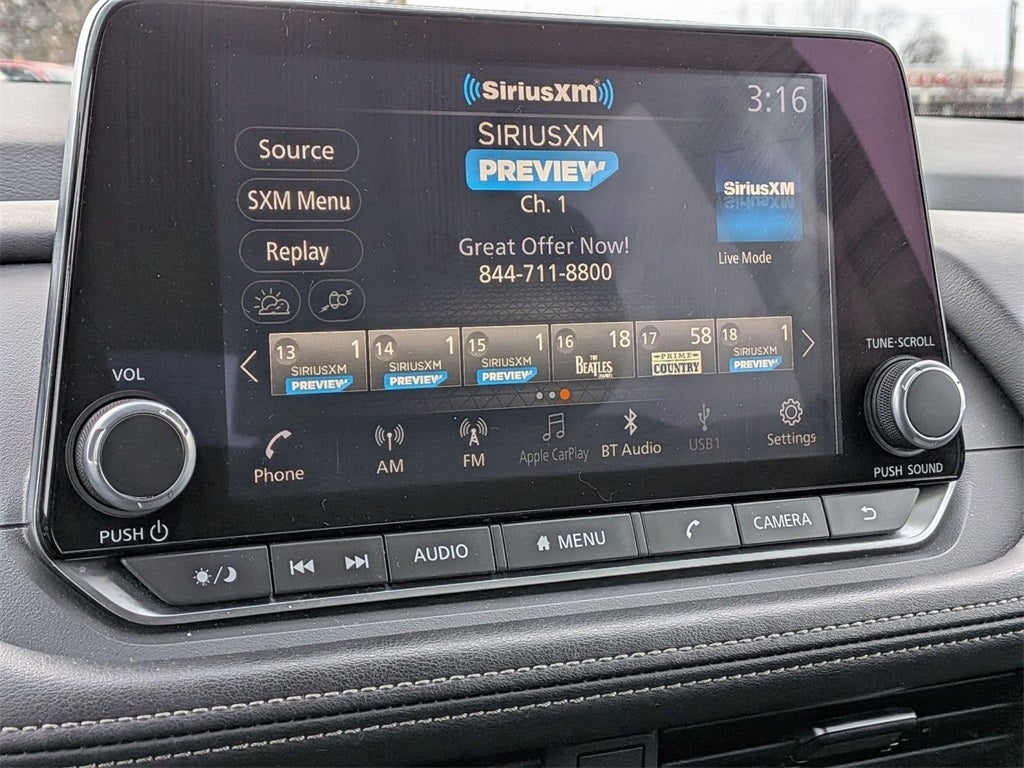 SiriusXM
3:16
Source
SXM Menu
Replay
SIRIUSXM
PREVIEW
Ch. 1
Great Offer Now!
844-711-8800
SiriusXM
Live Mode
13 1
SIRIUSXM
PREVIEW
14 1
SIRIUSXM
PREVIEW
15 1
SIRIUSXM
PREVIEW
16 18
THE
BEATLES
CHANNEL
17 58
PRIME
COUNTRY
18 1
SIRIUSXM
PREVIEW
Phone
AM
FM
Apple CarPlay
BT Audio
USB1
Settings
VOL
PUSH
TUNE·SCROLL
PUSH SOUND
AUDIO
MENU
CAMERA